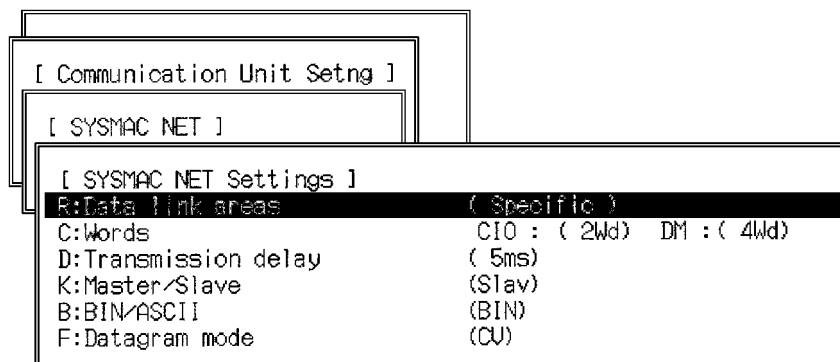 [ Communication Unit Setng ]
[ SYSMAC NET ]
[ SYSMAC NET Settings ]
R:Data link areas ( Specific )
C:Words CIO : ( 2Wd) DM :( 4Wd)
D:Transmission delay ( 5ms)
K:Master/Slave (Slav)
B:BIN/ASCII (BIN)
F:Datagram mode (CV)